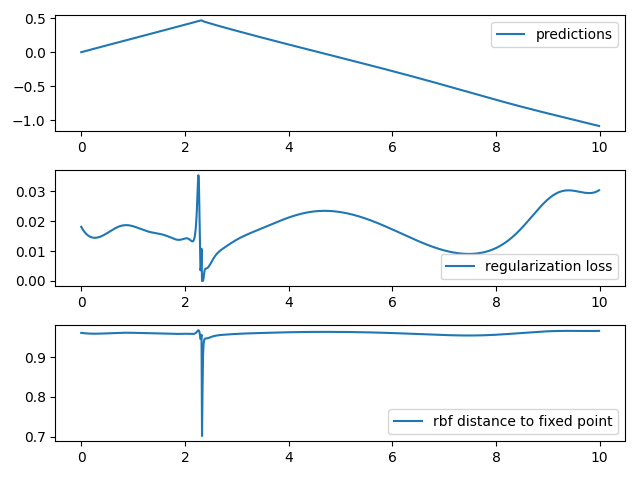 0.5
predictions
0.0
−0.5
−1.0
0 2 4 6 8 10
0.03
0.02
0.01
regularization loss
0.00
0 2 4 6 8 10
0.9
0.8
rbf distance to fixed point
0.7
0 2 4 6 8 10